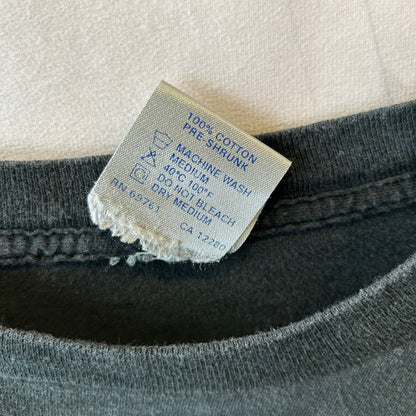 100% COTTON
PRE-SHRUNK
MACHINE WASH
MEDIUM
40°C 100°F
DO NOT BLEACH
DRY MEDIUM
RN 69761 CA 12280